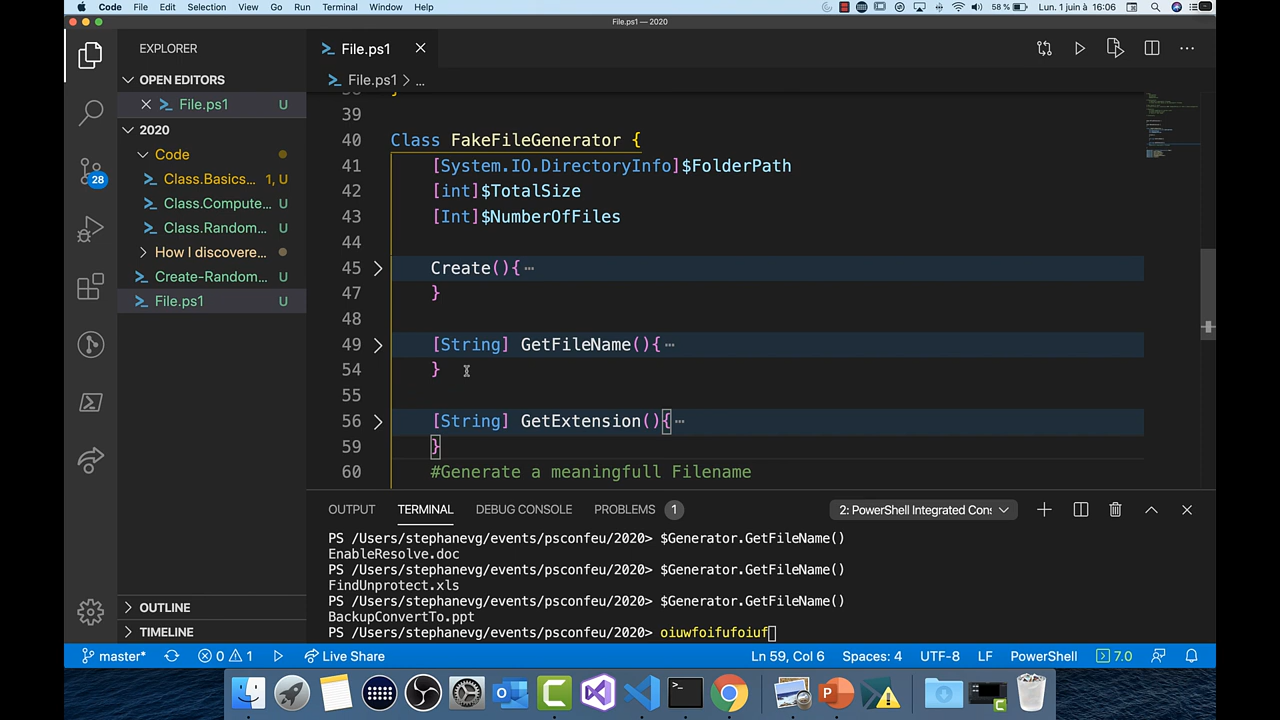 Code File Edit Selection View Go Run Terminal Window Help 58 % Lun. 1 juin à 16:06
File.ps1 — 2020
EXPLORER
OPEN EDITORS
File.ps1 U
2020
Code
Class.Basics... 1, U
Class.Compute... U
Class.Random... U
How I discovere...
Create-Random... U
File.ps1 U
OUTLINE
TIMELINE
28
File.ps1
File.ps1 > ...
39
40 Class FakeFileGenerator {
41 [System.IO.DirectoryInfo]$FolderPath
42 [int]$TotalSize
43 [Int]$NumberOfFiles
44
45 Create(){ ⋯
47 }
48
49 [String] GetFileName(){ ⋯
54 }
55
56 [String] GetExtension(){ ⋯
59 }
60 #Generate a meaningfull Filename
OUTPUT TERMINAL DEBUG CONSOLE PROBLEMS 1 2: PowerShell Integrated Con:
PS /Users/stephanevg/events/psconfeu/2020> $Generator.GetFileName()
EnableResolve.doc
PS /Users/stephanevg/events/psconfeu/2020> $Generator.GetFileName()
FindUnprotect.xls
PS /Users/stephanevg/events/psconfeu/2020> $Generator.GetFileName()
BackupConvertTo.ppt
PS /Users/stephanevg/events/psconfeu/2020> oiuwfoifufoiuf
master* 0 1 Live Share Ln 59, Col 6 Spaces: 4 UTF-8 LF PowerShell 7.0